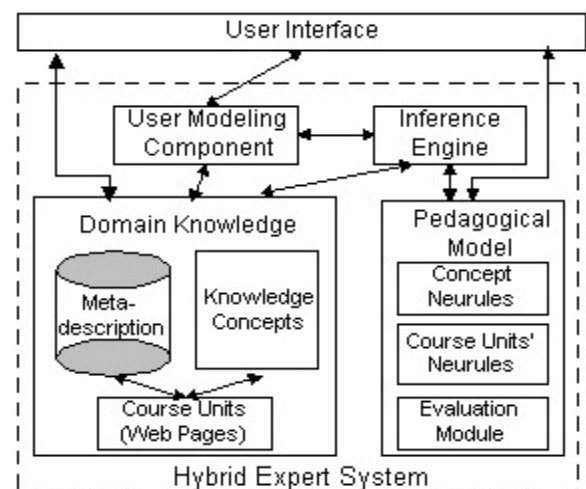 User Interface
User Modeling
Component
Inference
Engine
Domain Knowledge
Meta-
description
Knowledge
Concepts
Course Units
(Web Pages)
Pedagogical
Model
Concept
Neurules
Course Units'
Neurules
Evaluation
Module
Hybrid Expert System